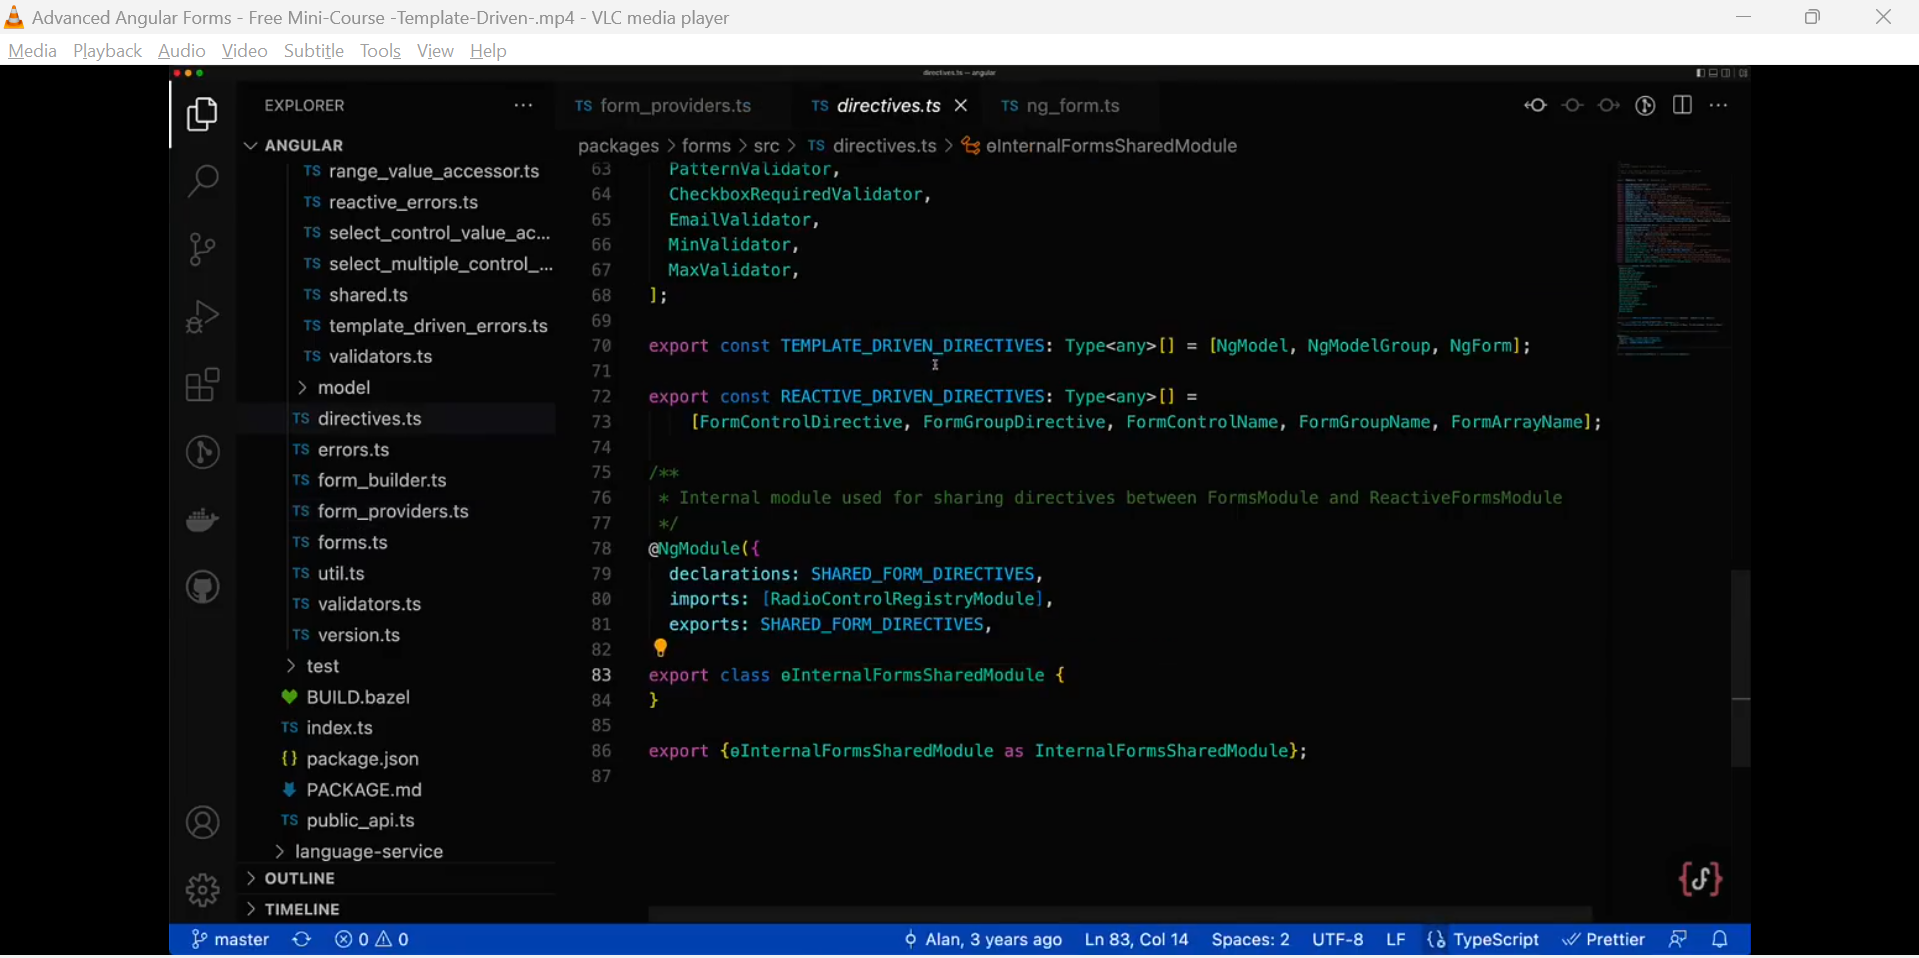 Advanced Angular Forms - Free Mini-Course -Template-Driven-.mp4 - VLC media player
Media Playback Audio Video Subtitle Tools View Help
directives.ts — angular
EXPLORER
TS form_providers.ts
TS directives.ts
TS ng_form.ts
ANGULAR
packages > forms > src > TS directives.ts > ɵInternalFormsSharedModule
TS range_value_accessor.ts
TS reactive_errors.ts
TS select_control_value_ac...
TS select_multiple_control_...
TS shared.ts
TS template_driven_errors.ts
TS validators.ts
> model
TS directives.ts
TS errors.ts
TS form_builder.ts
TS form_providers.ts
TS forms.ts
TS util.ts
TS validators.ts
TS version.ts
> test
BUILD.bazel
TS index.ts
{} package.json
PACKAGE.md
TS public_api.ts
> language-service
> OUTLINE
> TIMELINE
63 PatternValidator,
64 CheckboxRequiredValidator,
65 EmailValidator,
66 MinValidator,
67 MaxValidator,
68 ];
69
70 export const TEMPLATE_DRIVEN_DIRECTIVES: Type<any>[] = [NgModel, NgModelGroup, NgForm];
71
72 export const REACTIVE_DRIVEN_DIRECTIVES: Type<any>[] =
73 [FormControlDirective, FormGroupDirective, FormControlName, FormGroupName, FormArrayName];
74
75 /**
76 * Internal module used for sharing directives between FormsModule and ReactiveFormsModule
77 */
78 @NgModule({
79 declarations: SHARED_FORM_DIRECTIVES,
80 imports: [RadioControlRegistryModule],
81 exports: SHARED_FORM_DIRECTIVES,
82
83 export class ɵInternalFormsSharedModule {
84 }
85
86 export {ɵInternalFormsSharedModule as InternalFormsSharedModule};
87
master 0 0 Alan, 3 years ago Ln 83, Col 14 Spaces: 2 UTF-8 LF TypeScript Prettier